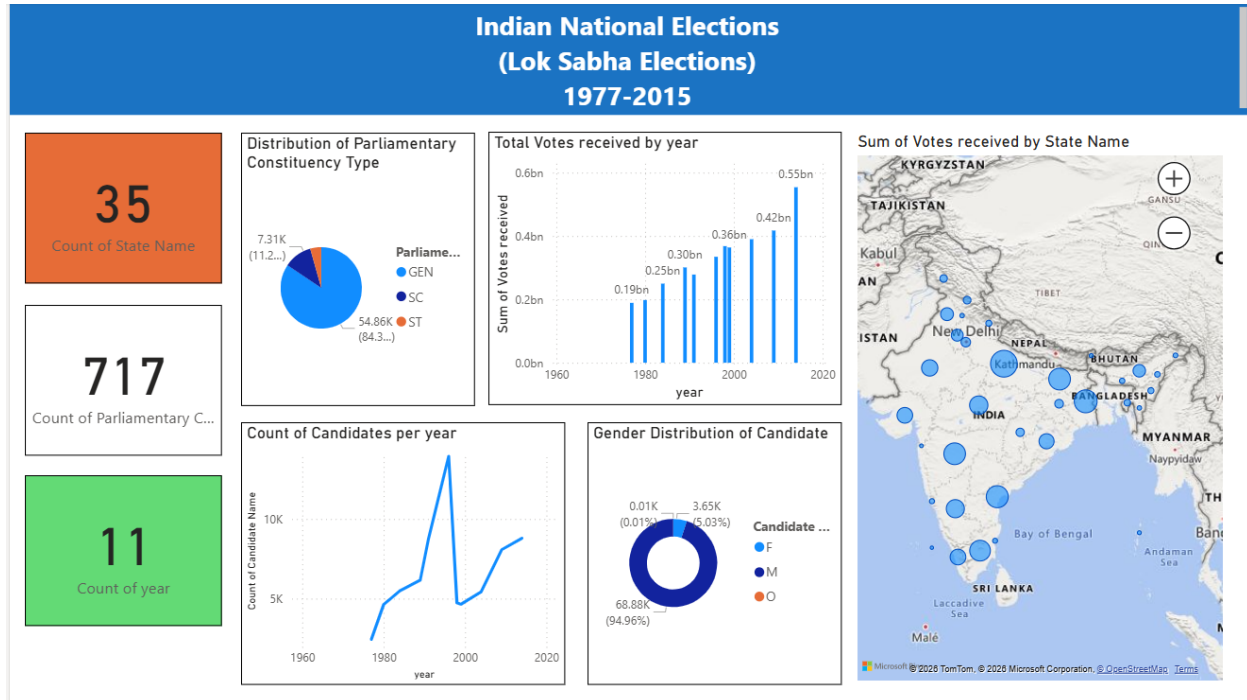 Indian National Elections
(Lok Sabha Elections)
1977-2015
35
Count of State Name
717
Count of Parliamentary C...
11
Count of year
Distribution of Parliamentary
Constituency Type
7.31K
(11.2...)
54.86K
(84.3...)
Parliame...
GEN
SC
ST
Total Votes received by year
Sum of Votes received
0.6bn
0.4bn
0.2bn
0.0bn
0.19bn
0.25bn
0.30bn
0.36bn
0.42bn
0.55bn
1960
1980
2000
2020
year
Count of Candidates per year
Count of Candidate Name
10K
5K
1960
1980
2000
2020
year
Gender Distribution of Candidate
0.01K
(0.01%)
3.65K
(5.03%)
68.88K
(94.96%)
Candidate ...
F
M
O
Sum of Votes received by State Name
KYRGYZSTAN
TAJIKISTAN
GANSU
Kabul
TIBET
New Delhi
NEPAL
Kathmandu
BHUTAN
BANGLADESH
INDIA
MYANMAR
Naypyidaw
Bay of Bengal
Andaman
Sea
SRI LANKA
Laccadive
Sea
Malé
© 2026 TomTom, © 2026 Microsoft Corporation, © OpenStreetMap Terms